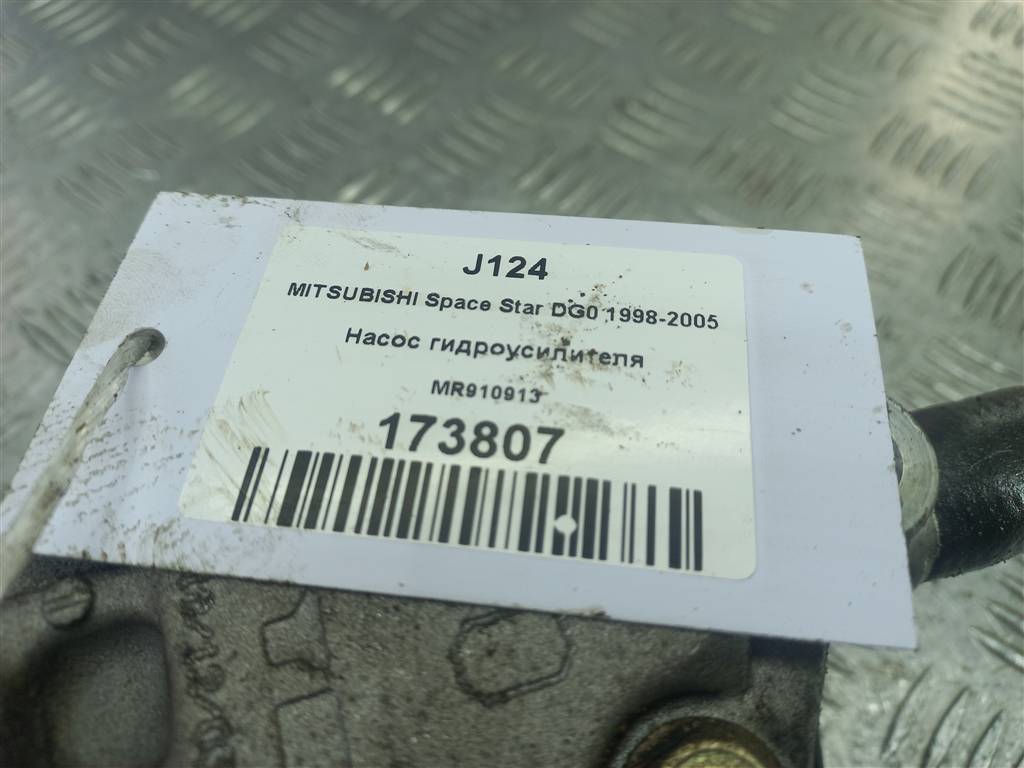 J124
MITSUBISHI Space Star DG0 1998-2005
Насос гидроусилителя
MR910913
173807